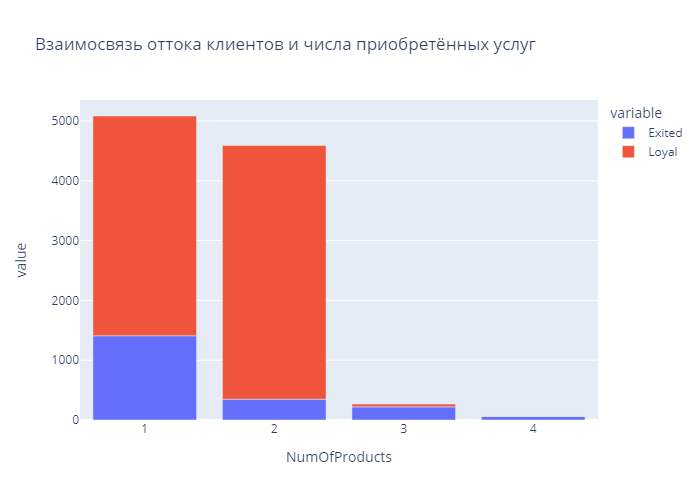 Взаимосвязь оттока клиентов и числа приобретённых услуг
variable
Exited
Loyal
value
5000
4000
3000
2000
1000
0
1 2 3 4
NumOfProducts